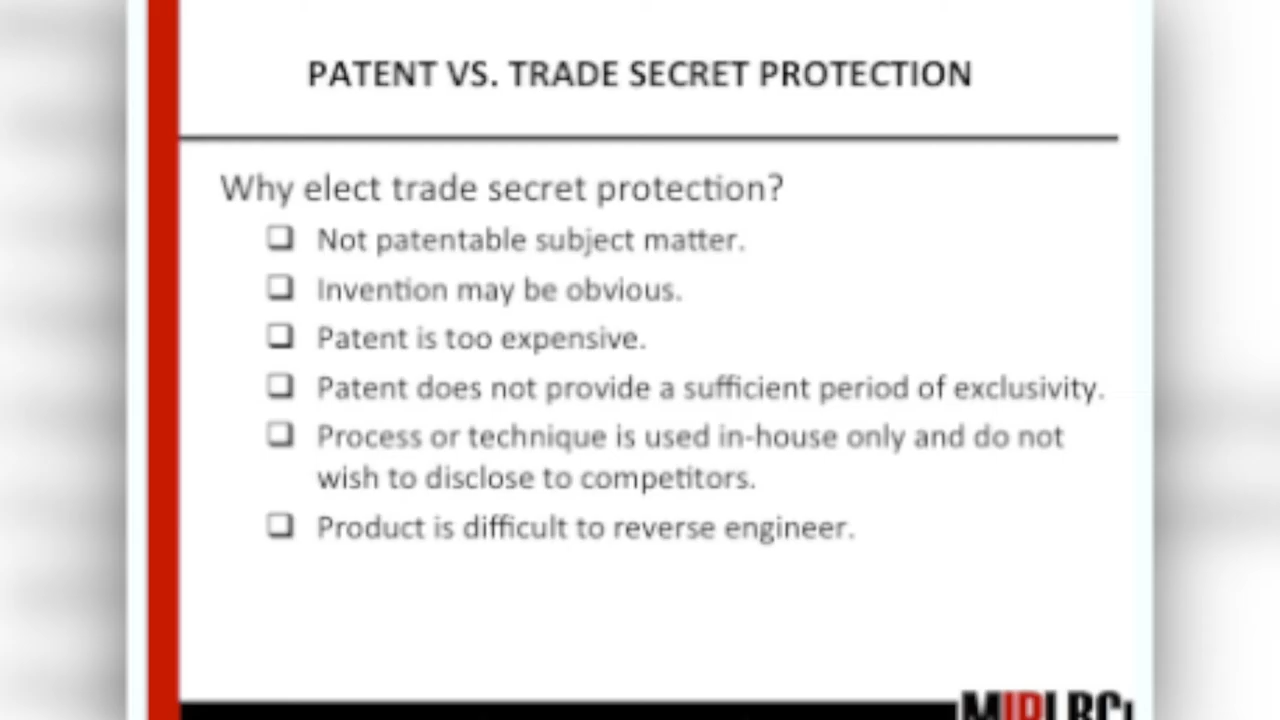 PATENT VS. TRADE SECRET PROTECTION
Why elect trade secret protection?
❑ Not patentable subject matter.
❑ Invention may be obvious.
❑ Patent is too expensive.
❑ Patent does not provide a sufficient period of exclusivity.
❑ Process or technique is used in-house only and do not
wish to disclose to competitors.
❑ Product is difficult to reverse engineer.